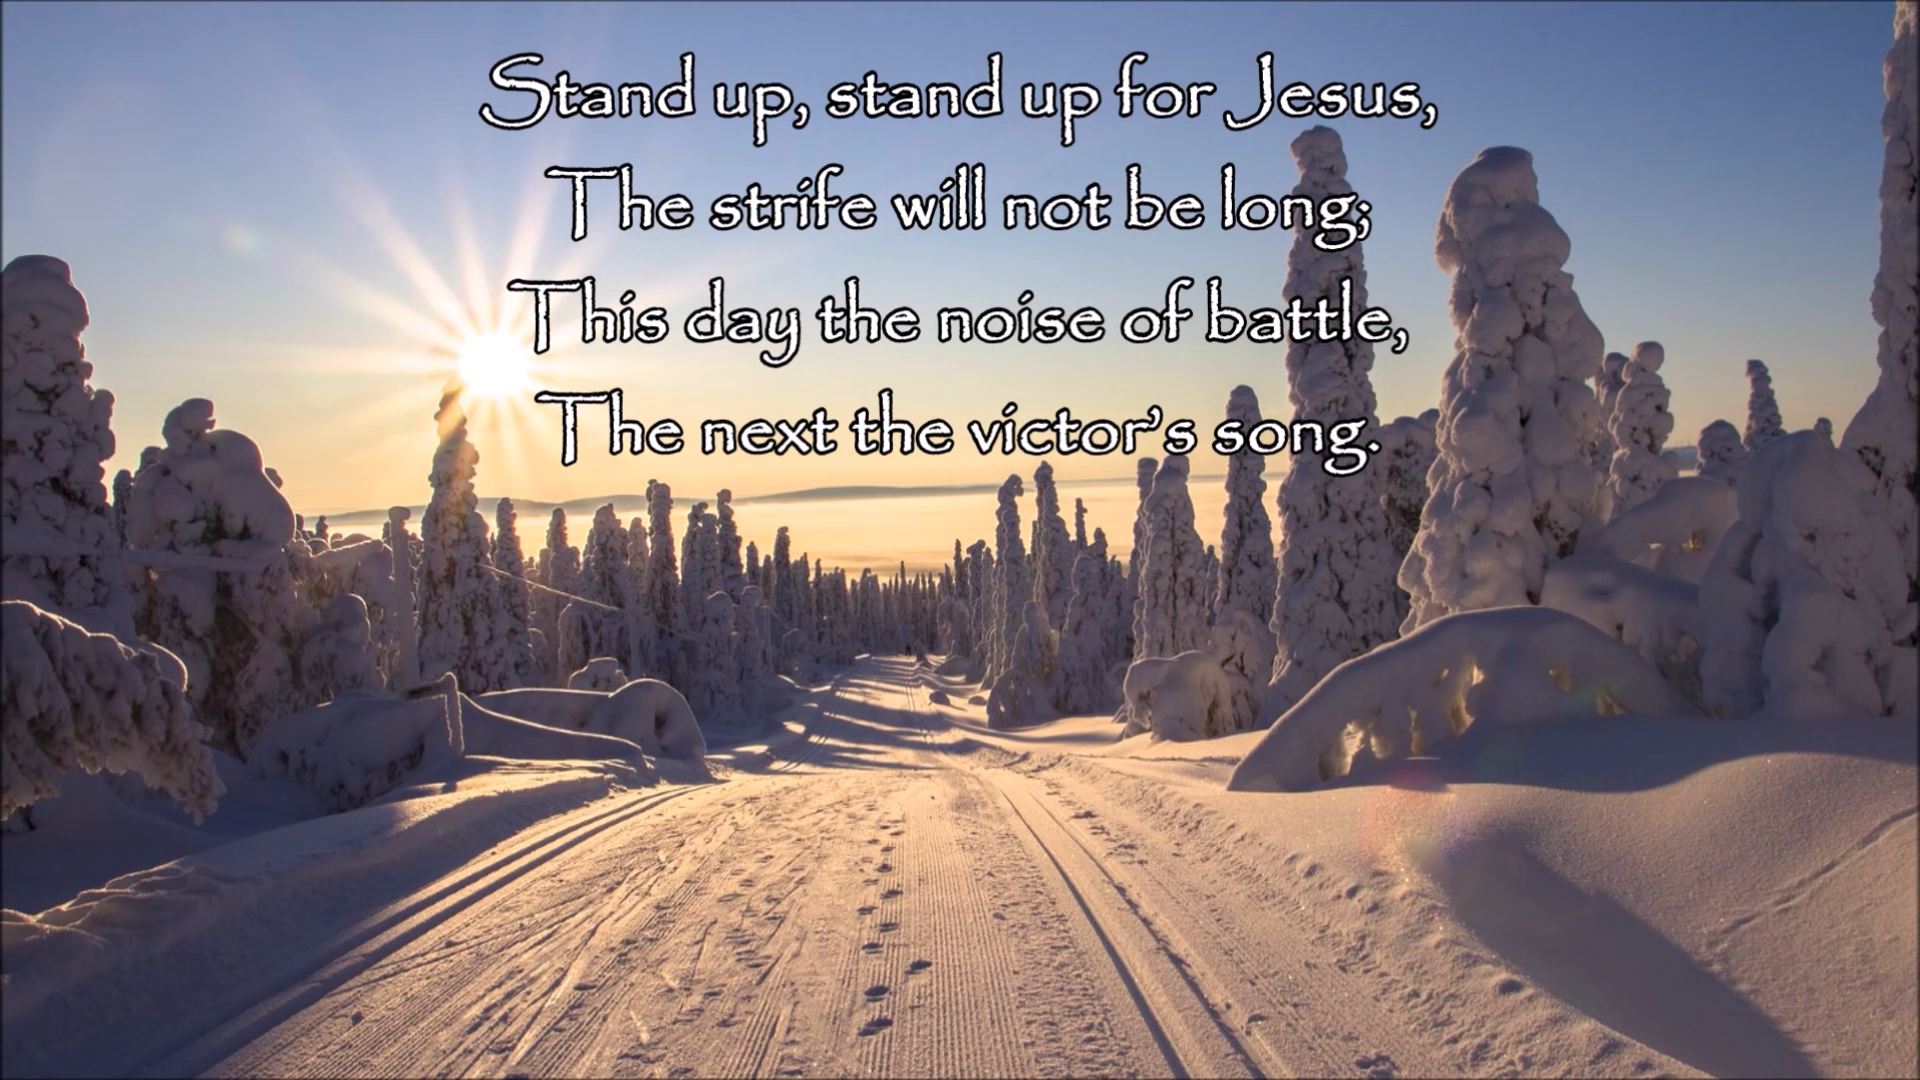 Stand up, stand up for Jesus,
The strife will not be long;
This day the noise of battle,
The next the victor's song.